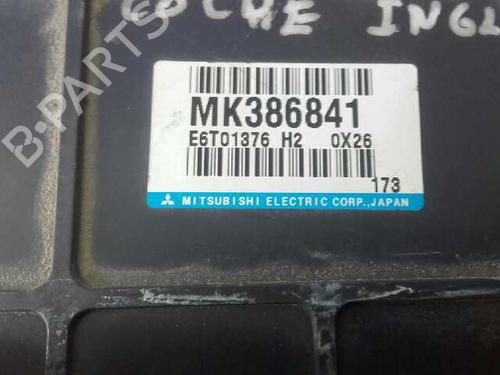 COCHE INGL
MK386841
E6T01376 H2 0X26
173
MITSUBISHI ELECTRIC CORP.,JAPAN
B-PARTS